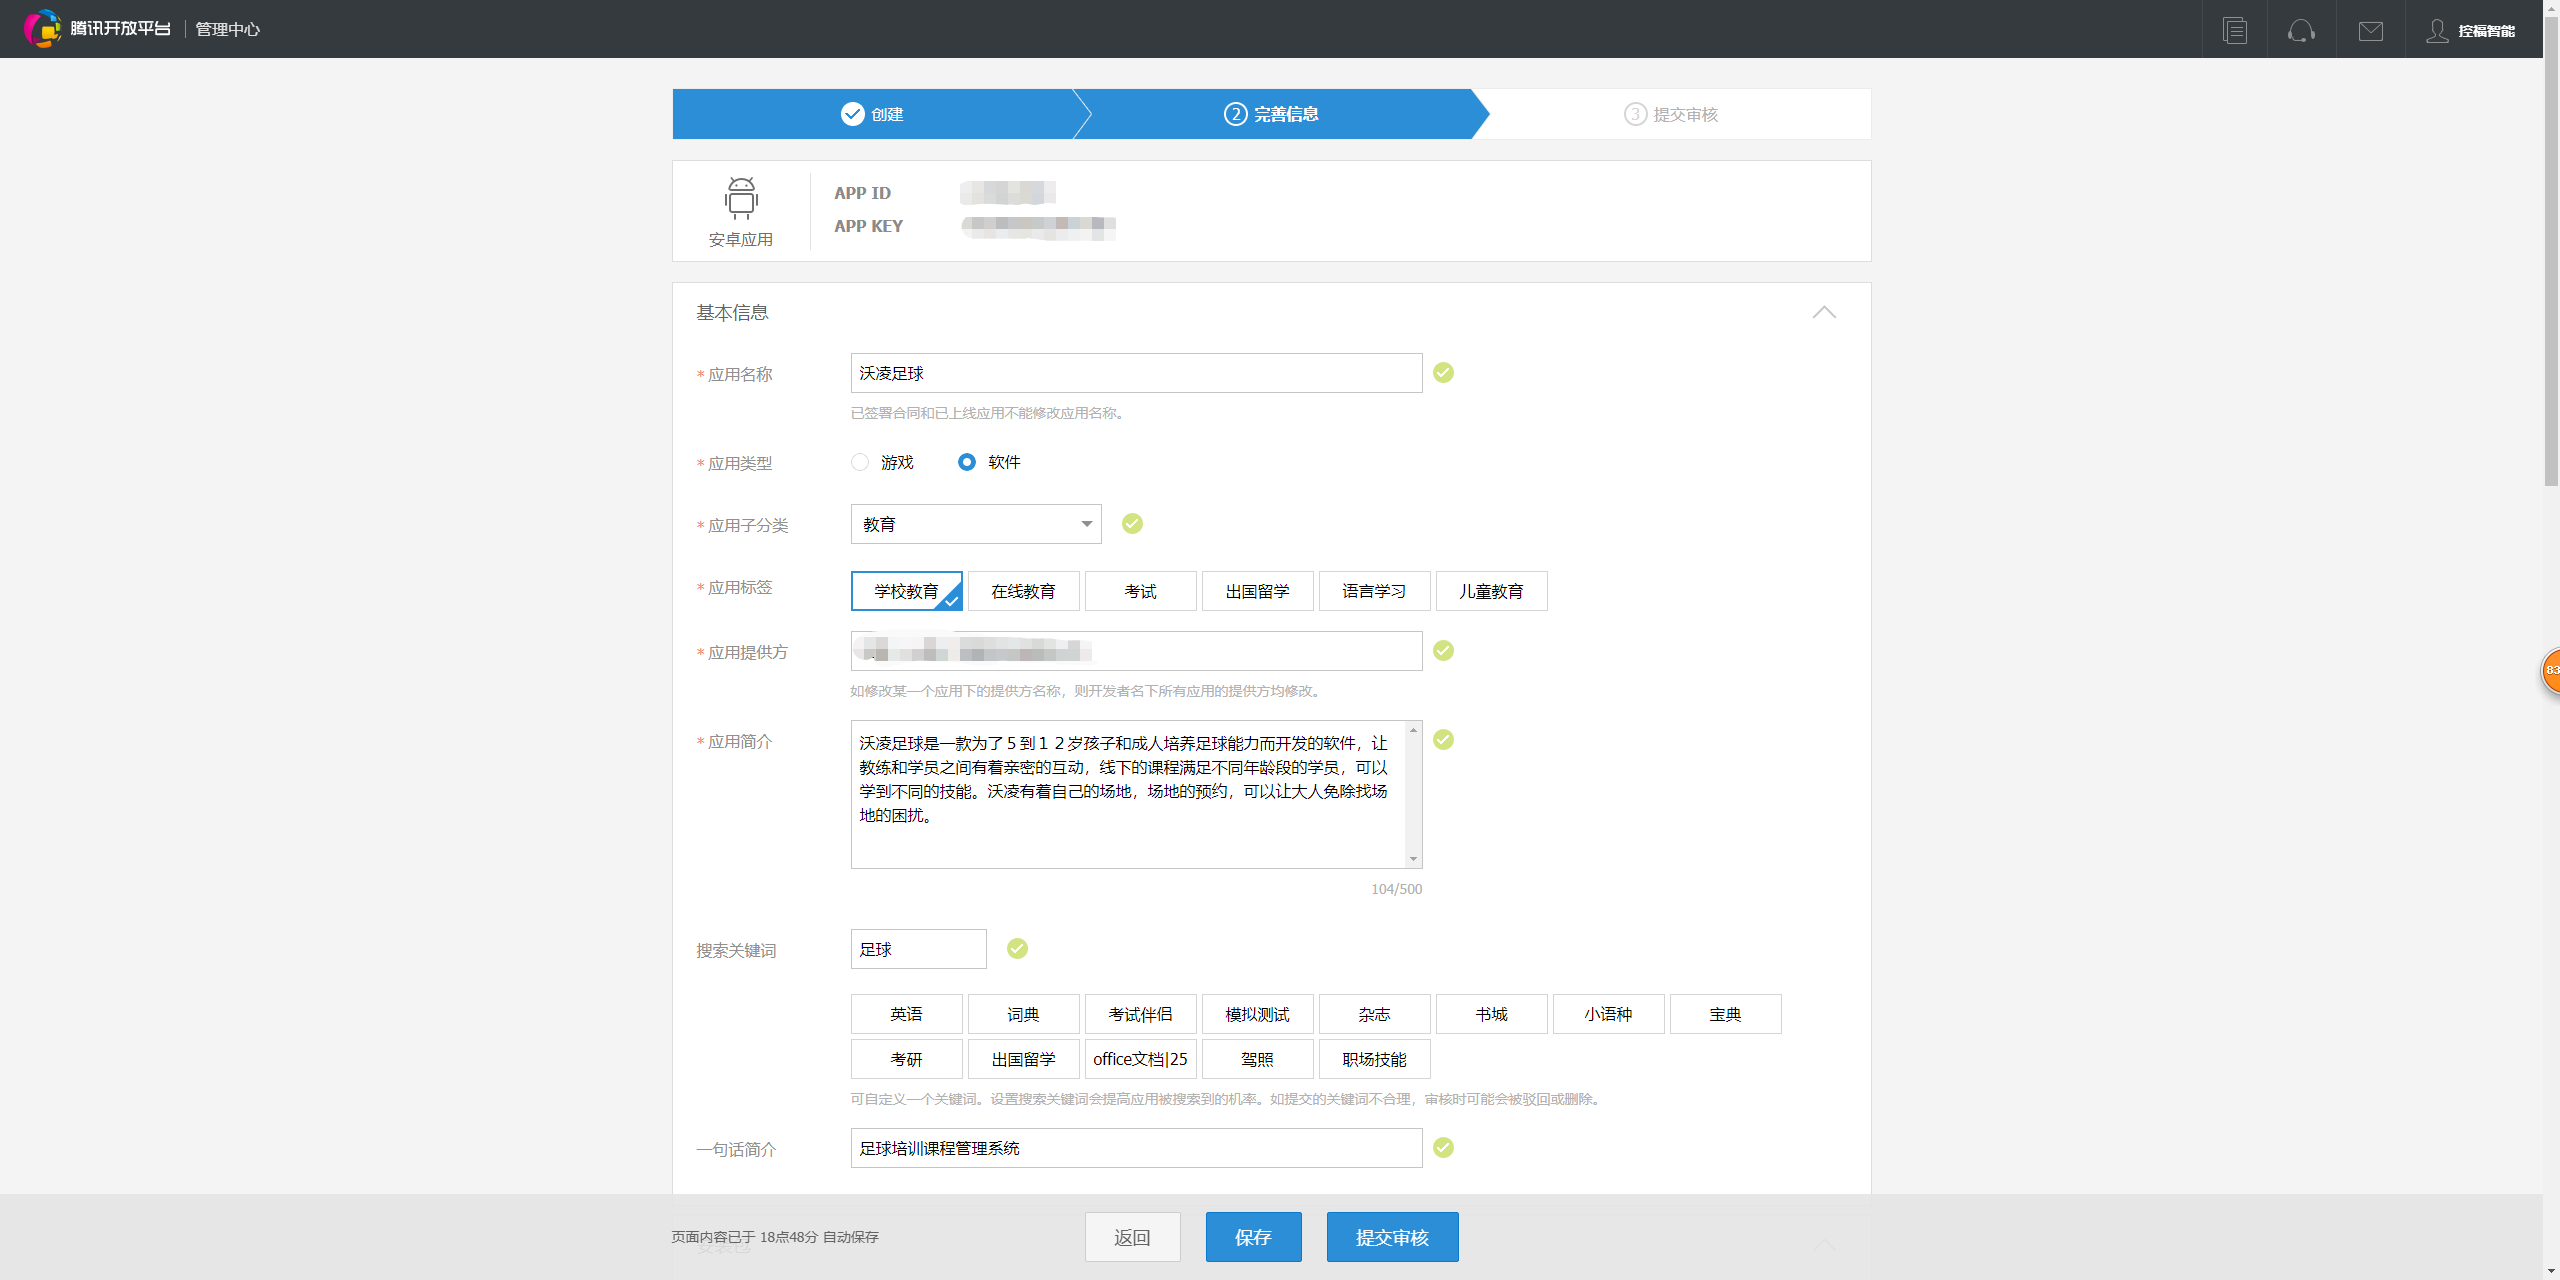 腾讯开放平台 管理中心
控福智能
创建
2 完善信息
3 提交审核
安卓应用
APP ID
APP KEY
基本信息
*应用名称 沃凌足球
已签署合同和已上线应用不能修改应用名称。
*应用类型 游戏 软件
*应用子分类 教育
*应用标签 学校教育 在线教育 考试 出国留学 语言学习 儿童教育
*应用提供方
如修改某一个应用下的提供方名称，则开发者名下所有应用的提供方均修改。
*应用简介 沃凌足球是一款为了５到１２岁孩子和成人培养足球能力而开发的软件，让
教练和学员之间有着亲密的互动，线下的课程满足不同年龄段的学员，可以
学到不同的技能。沃凌有着自己的场地，场地的预约，可以让大人免除找场
地的困扰。
104/500
搜索关键词 足球
英语 词典 考试伴侣 模拟测试 杂志 书城 小语种 宝典
考研 出国留学 office文档|25 驾照 职场技能
可自定义一个关键词。设置搜索关键词会提高应用被搜索到的机率。如提交的关键词不合理，审核时可能会被驳回或删除。
一句话简介 足球培训课程管理系统
页面内容已于 18点48分 自动保存 返回 保存 提交审核
安装包
83